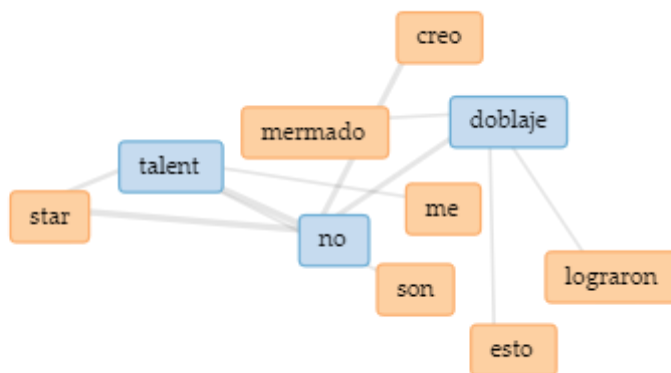 creo
mermado
doblaje
talent
star
me
no
son
lograron
esto